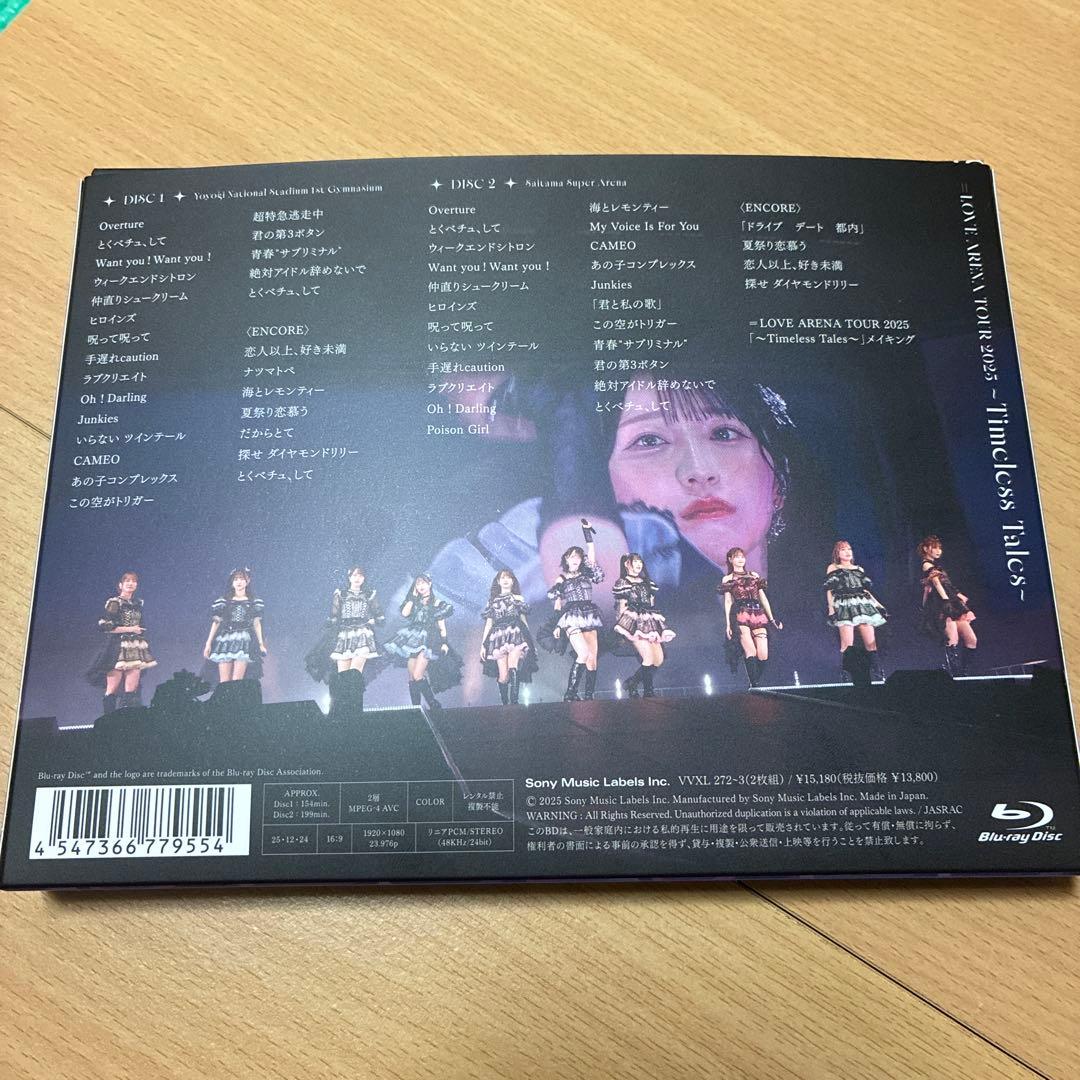 DISC 1 Yoyogi National Stadium 1st Gymnasium
Overture
とくべチュ、して
Want you ! Want you !
ウィークエンドシトロン
仲直りシュークリーム
ヒロインズ
呪って呪って
手遅れcaution
ラブクリエイト
Oh ! Darling
Junkies
いらない ツインテール
CAMEO
あの子コンプレックス
この空がトリガー
超特急逃走中
君の第3ボタン
青春"サブリミナル"
絶対アイドル辞めないで
とくべチュ、して
〈ENCORE〉
恋人以上、好き未満
ナツマトペ
海とレモンティー
夏祭り恋慕う
だからとて
探せ ダイヤモンドリリー
とくべチュ、して
DISC 2 Saitama Super Arena
Overture
とくべチュ、して
ウィークエンドシトロン
Want you ! Want you !
仲直りシュークリーム
ヒロインズ
呪って呪って
いらない ツインテール
手遅れcaution
ラブクリエイト
Oh ! Darling
Poison Girl
海とレモンティー
My Voice Is For You
CAMEO
あの子コンプレックス
Junkies
「君と私の歌」
この空がトリガー
青春"サブリミナル"
君の第3ボタン
絶対アイドル辞めないで
とくべチュ、して
〈ENCORE〉
「ドライブ デート 都内」
夏祭り恋慕う
恋人以上、好き未満
探せ ダイヤモンドリリー
=LOVE ARENA TOUR 2025
「～Timeless Tales～」メイキング
=LOVE ARENA TOUR 2025 ~Timeless Tales~
Blu-ray Disc™ and the logo are trademarks of the Blu-ray Disc Association.
4 547366 779554
APPROX.
Disc1 : 154min.
Disc2 : 199min.
2層
MPEG-4 AVC
COLOR
レンタル禁止
複製不能
25・12・24
16:9
1920×1080
23.976p
リニアPCM/STEREO
(48KHz/24bit)
Sony Music Labels Inc. VVXL 272~3(2枚組) / ¥15,180(税抜価格 ¥13,800)
© 2025 Sony Music Labels Inc. Manufactured by Sony Music Labels Inc. Made in Japan.
WARNING : All Rights Reserved. Unauthorized duplication is a violation of applicable laws. / JASRAC
このBDは、一般家庭内における私的再生に用途を限って販売されています。従って有償・無償に拘らず、
権利者の書面による事前の承認を得ず、貸与・複製・公衆送信・上映等を行うことを禁止致します。
Blu-ray Disc™